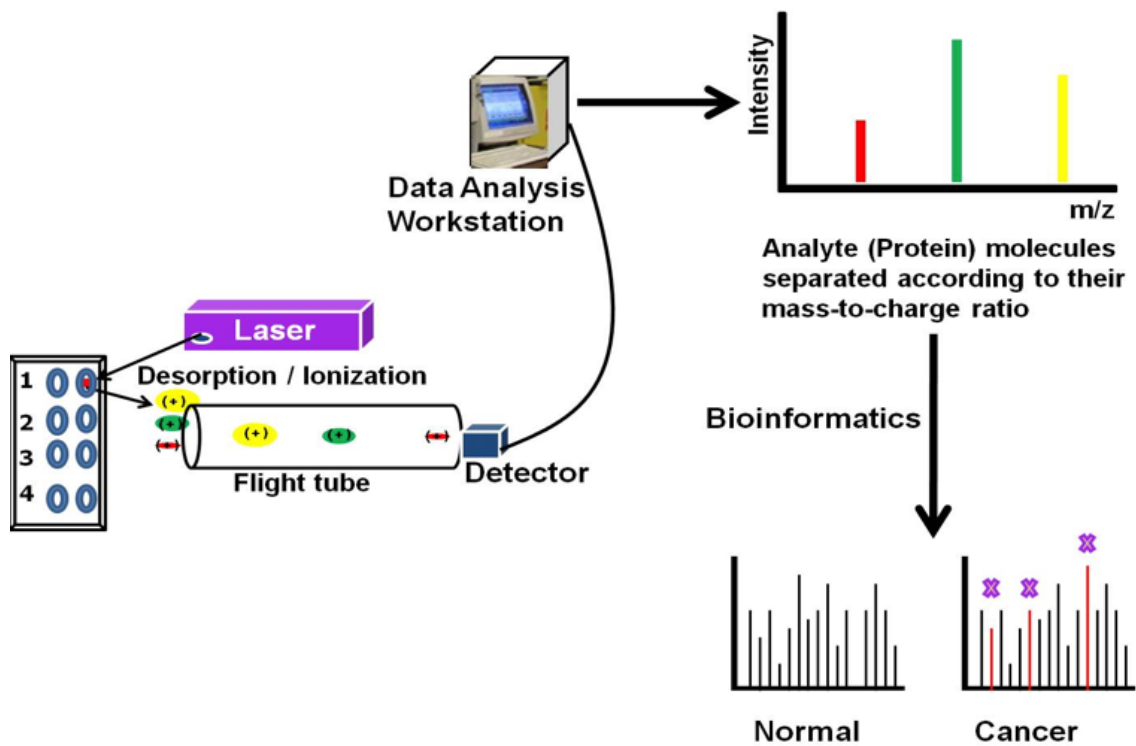 Intensity
m/z
Data Analysis
Workstation
Analyte (Protein) molecules
separated according to their
mass-to-charge ratio
Laser
Desorption / Ionization
1
2
3
4
(+)
(+)
(+)
(+)
(+)
(+)
Flight tube
Detector
Bioinformatics
Normal
Cancer